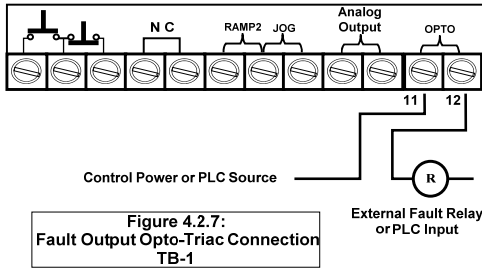 Analog
Output
N C
RAMP2
JOG
OPTO
11
12
Control Power or PLC Source
R
External Fault Relay
or PLC Input
Figure 4.2.7:
Fault Output Opto-Triac Connection
TB-1